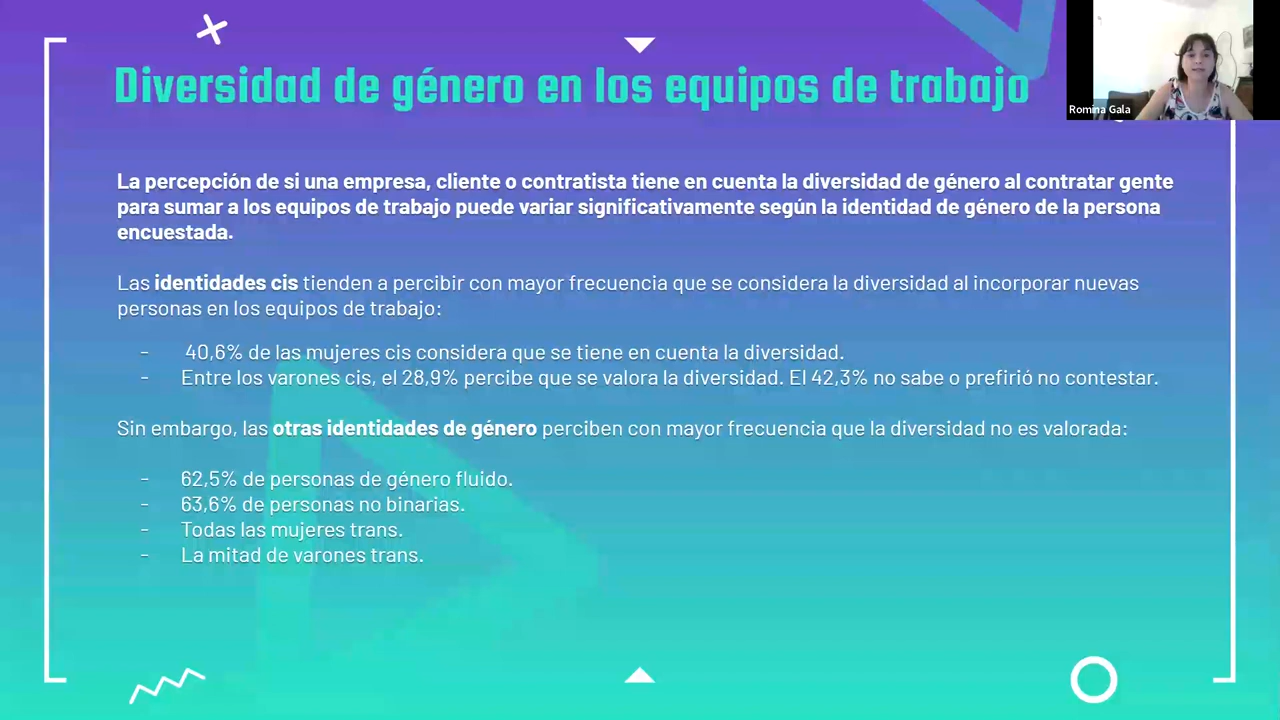 Diversidad de género en los equipos de trabajo
Romina Gala
La percepción de si una empresa, cliente o contratista tiene en cuenta la diversidad de género al contratar gente
para sumar a los equipos de trabajo puede variar significativamente según la identidad de género de la persona
encuestada.
Las identidades cis tienden a percibir con mayor frecuencia que se considera la diversidad al incorporar nuevas
personas en los equipos de trabajo:
- 40,6% de las mujeres cis considera que se tiene en cuenta la diversidad.
- Entre los varones cis, el 28,9% percibe que se valora la diversidad. El 42,3% no sabe o prefirió no contestar.
Sin embargo, las otras identidades de género perciben con mayor frecuencia que la diversidad no es valorada:
- 62,5% de personas de género fluido.
- 63,6% de personas no binarias.
- Todas las mujeres trans.
- La mitad de varones trans.